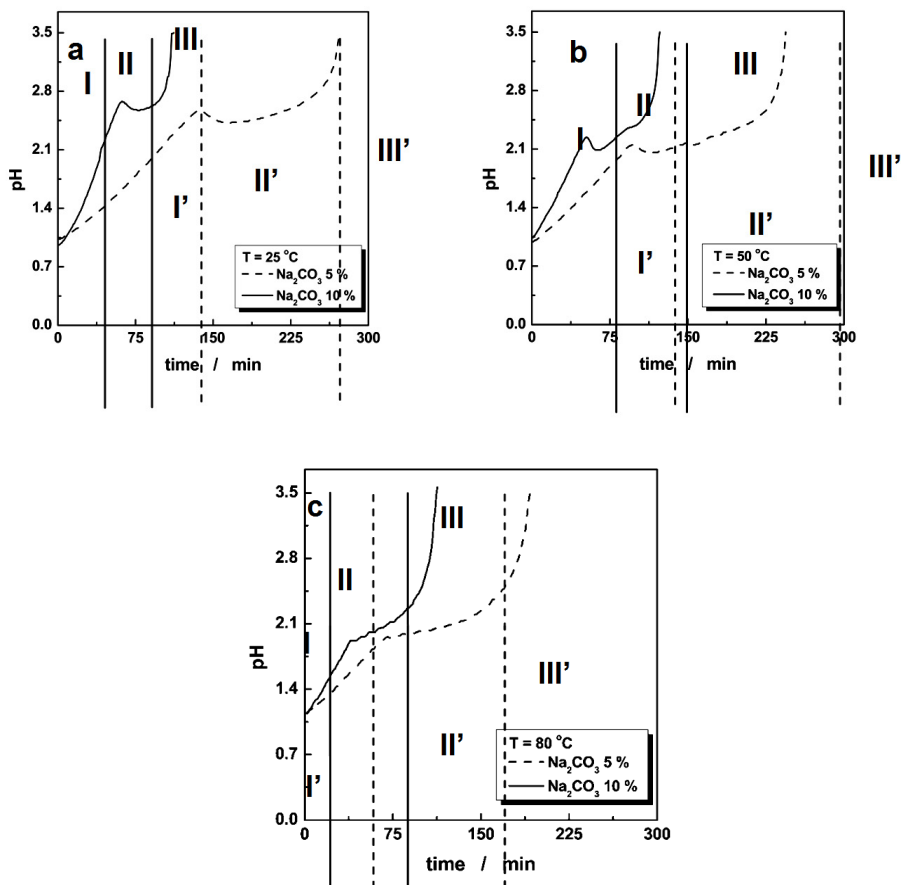 a
I
II
III
I’
II’
III’
3.5
2.8
2.1
1.4
0.7
0.0
pH
T = 25 °C
Na₂CO₃ 5 %
Na₂CO₃ 10 %
0 75 150 225 300
time / min
b
I
II
III
I’
II’
III’
3.5
2.8
2.1
1.4
0.7
0.0
pH
T = 50 °C
Na₂CO₃ 5 %
Na₂CO₃ 10 %
0 75 150 225 300
time / min
c
I
II
III
I’
II’
III’
3.5
2.8
2.1
1.4
0.7
0.0
pH
T = 80 °C
Na₂CO₃ 5 %
Na₂CO₃ 10 %
0 75 150 225 300
time / min